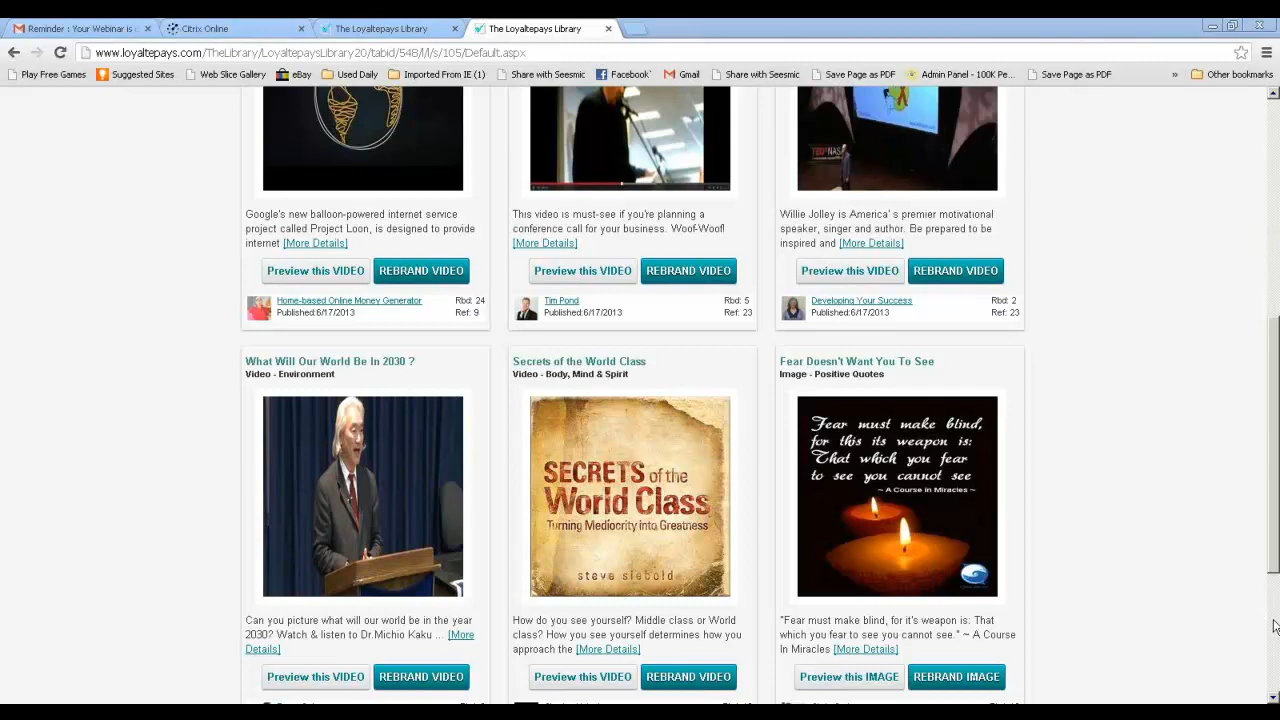 Reminder : Your Webinar is
Citrix Online
The Loyaltepays Library
The Loyaltepays Library
www.loyaltepays.com/TheLibrary/LoyaltepaysLibrary20/tabid/548/l/l/s/105/Default.aspx
Play Free Games
Suggested Sites
Web Slice Gallery
eBay
Used Daily
Imported From IE (1)
Share with Seesmic
Facebook
Gmail
Share with Seesmic
Save Page as PDF
Admin Panel - 100K Pe...
Save Page as PDF
»
Other bookmarks
Google's new balloon-powered internet service
project called Project Loon, is designed to provide
internet [More Details]
Preview this VIDEO
REBRAND VIDEO
Home-based Online Money Generator
Rbd: 24
Published:6/17/2013
Ref: 9
This video is must-see if you're planning a
conference call for your business. Woof-Woof!
[More Details]
Preview this VIDEO
REBRAND VIDEO
Tim Pond
Rbd: 5
Published:6/17/2013
Ref: 23
Willie Jolley is America' s premier motivational
speaker, singer and author. Be prepared to be
inspired and [More Details]
Preview this VIDEO
REBRAND VIDEO
Developing Your Success
Rbd: 2
Published:6/17/2013
Ref: 23
What Will Our World Be In 2030 ?
Video - Environment
Can you picture what will our world be in the year
2030? Watch & listen to Dr.Michio Kaku ... [More
Details]
Preview this VIDEO
REBRAND VIDEO
Secrets of the World Class
Video - Body, Mind & Spirit
SECRETS of the
World Class
Turning Mediocrity into Greatness
steve siebold
How do you see yourself? Middle class or World
class? How you see yourself determines how you
approach the [More Details]
Preview this VIDEO
REBRAND VIDEO
Fear Doesn't Want You To See
Image - Positive Quotes
Fear must make blind,
for this its weapon is:
That which you fear
to see you cannot see
~ A Course in Miracles ~
"Fear must make blind, for it's weapon is: That
which you fear to see you cannot see." ~ A Course
In Miracles [More Details]
Preview this IMAGE
REBRAND IMAGE